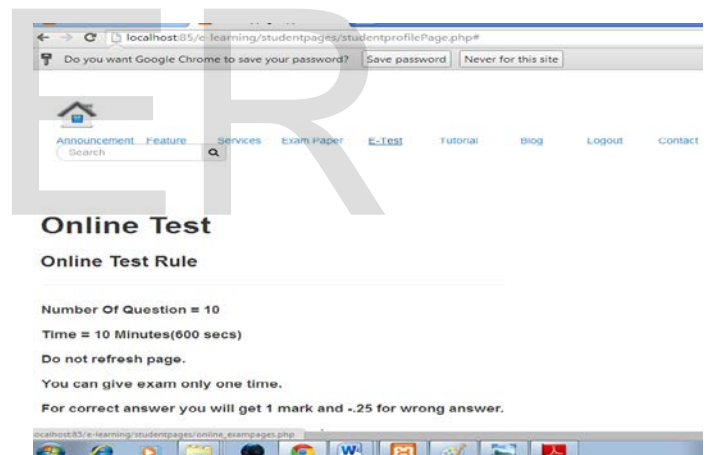 localhost:85/e-learning/studentpages/studentprofilePage.php#
Do you want Google Chrome to save your password? Save password Never for this site
Announcement Feature Services Exam Paper E-Test Tutorial Blog Logout Contact
Search
ER
Online Test
Online Test Rule
Number Of Question = 10
Time = 10 Minutes(600 secs)
Do not refresh page.
You can give exam only one time.
For correct answer you will get 1 mark and -.25 for wrong answer.
ocalhost:85/e-learning/studentpages/online_exampages.php